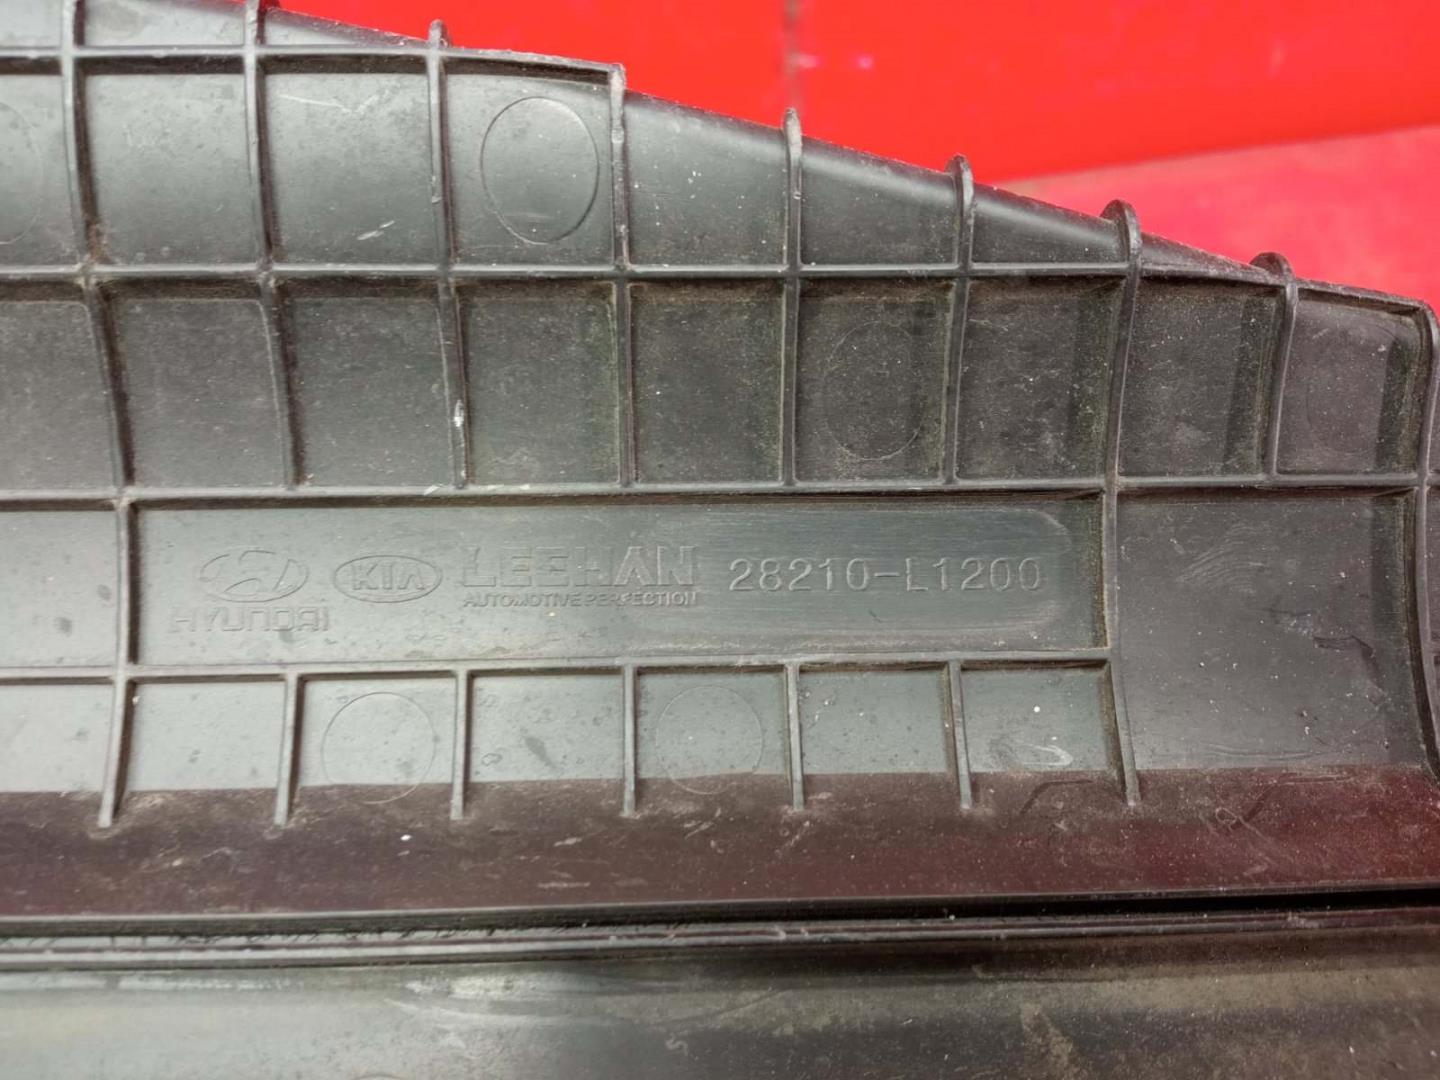 HYUNDAI KIA LEEHAN 28210-L1200
AUTOMOTIVE PERFECTION